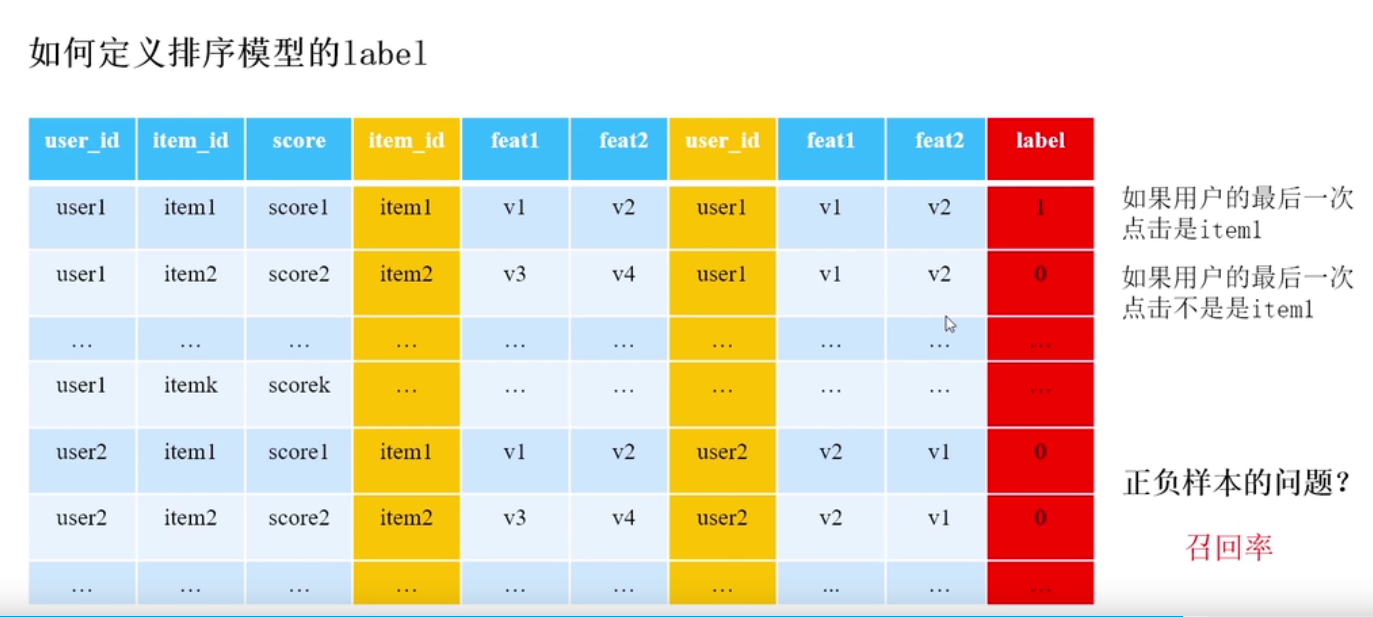 如何定义排序模型的label
user_id item_id score item_id feat1 feat2 user_id feat1 feat2 label
user1 item1 score1 item1 v1 v2 user1 v1 v2 1
如果用户的最后一次
点击是item1
user1 item2 score2 item2 v3 v4 user1 v1 v2 0
如果用户的最后一次
点击不是是item1
... ... ... ... ... ... ... ... ... ...
user1 itemk scorek ... ... ... ... ... ... ...
user2 item1 score1 item1 v1 v2 user2 v2 v1 0
正负样本的问题？
user2 item2 score2 item2 v3 v4 user2 v2 v1 0
召回率
... ... ... ... ... ... ... ... ... ...